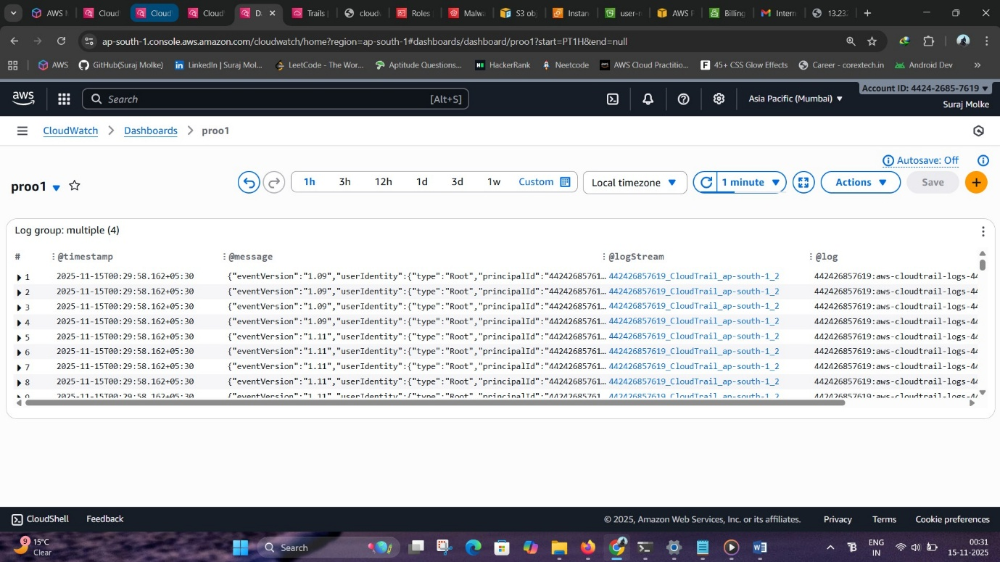 AWS M
Cloud
Cloud
Cloud
D
Trails
cloud
Roles
Malwa
S3 ob
Instan
user-r
AWS P
Billing
Intern
13.23
ap-south-1.console.aws.amazon.com/cloudwatch/home?region=ap-south-1#dashboards/dashboard/proo1?start=PT1H&end=null
AWS
GitHub(Suraj Molke)
LinkedIn | Suraj Mol...
LeetCode - The Wor...
Aptitude Questions...
HackerRank
Neetcode
AWS Cloud Practitio...
45+ CSS Glow Effects
Career - corextech.in
Android Dev
aws
Search
[Alt+S]
Asia Pacific (Mumbai)
Account ID: 4424-2685-7619
Suraj Molke
CloudWatch > Dashboards > proo1
Autosave: Off
proo1
1h 3h 12h 1d 3d 1w Custom
Local timezone
1 minute
Actions
Save
Log group: multiple (4)
# @timestamp @message @logStream @log
1 2025-11-15T00:29:58.162+05:30 {"eventVersion":"1.09","userIdentity":{"type":"Root","principalId":"44242685761... 442426857619_CloudTrail_ap-south-1_2 442426857619:aws-cloudtrail-logs-44
2 2025-11-15T00:29:58.162+05:30 {"eventVersion":"1.09","userIdentity":{"type":"Root","principalId":"44242685761... 442426857619_CloudTrail_ap-south-1_2 442426857619:aws-cloudtrail-logs-44
3 2025-11-15T00:29:58.162+05:30 {"eventVersion":"1.09","userIdentity":{"type":"Root","principalId":"44242685761... 442426857619_CloudTrail_ap-south-1_2 442426857619:aws-cloudtrail-logs-44
4 2025-11-15T00:29:58.162+05:30 {"eventVersion":"1.09","userIdentity":{"type":"Root","principalId":"44242685761... 442426857619_CloudTrail_ap-south-1_2 442426857619:aws-cloudtrail-logs-44
5 2025-11-15T00:29:58.162+05:30 {"eventVersion":"1.11","userIdentity":{"type":"Root","principalId":"44242685761... 442426857619_CloudTrail_ap-south-1_2 442426857619:aws-cloudtrail-logs-44
6 2025-11-15T00:29:58.162+05:30 {"eventVersion":"1.11","userIdentity":{"type":"Root","principalId":"44242685761... 442426857619_CloudTrail_ap-south-1_2 442426857619:aws-cloudtrail-logs-44
7 2025-11-15T00:29:58.162+05:30 {"eventVersion":"1.11","userIdentity":{"type":"Root","principalId":"44242685761... 442426857619_CloudTrail_ap-south-1_2 442426857619:aws-cloudtrail-logs-44
8 2025-11-15T00:29:58.162+05:30 {"eventVersion":"1.11","userIdentity":{"type":"Root","principalId":"44242685761... 442426857619_CloudTrail_ap-south-1_2 442426857619:aws-cloudtrail-logs-44
9 2025-11-15T00:29:58.162+05:30 {"eventVersion":"1.11","userIdentity":{"type":"Root","principalId":"44242685761... 442426857619_CloudTrail_ap-south-1_2 442426857619:aws-cloudtrail-logs-44
CloudShell Feedback
© 2025, Amazon Web Services, Inc. or its affiliates. Privacy Terms Cookie preferences
9
15°C
Clear
Search
ENG
IN
00:31
15-11-2025